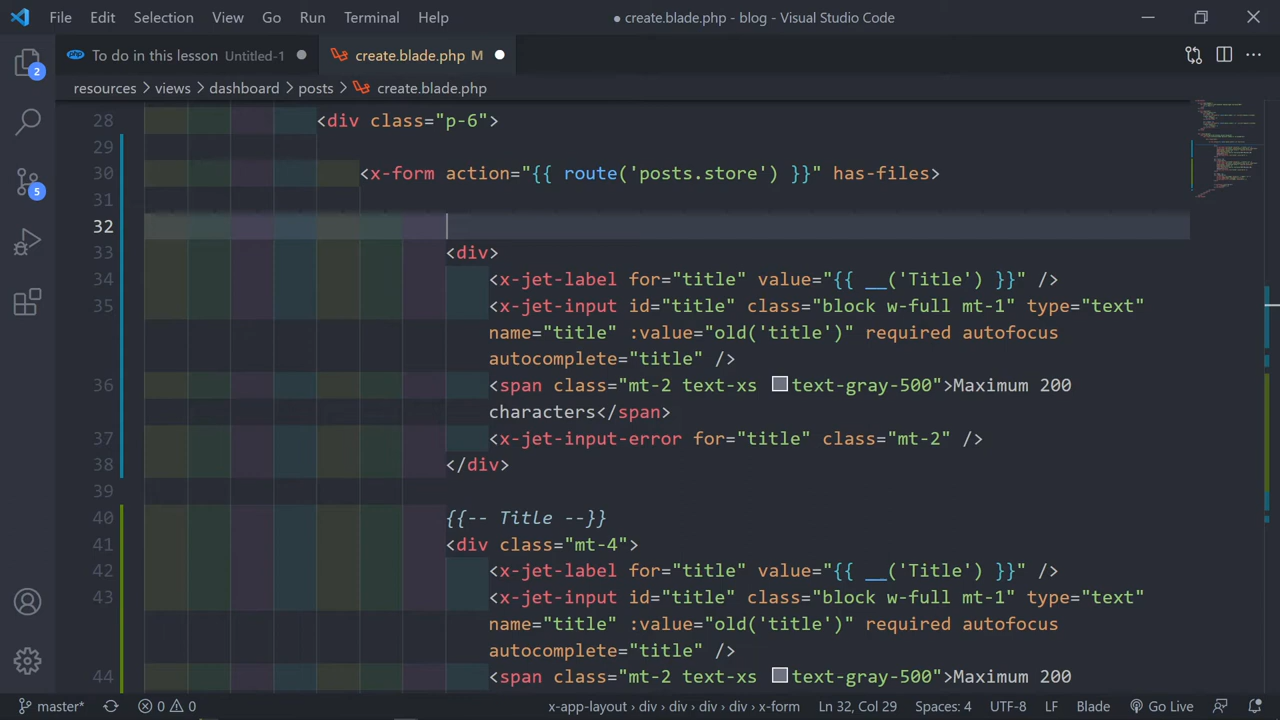 File Edit Selection View Go Run Terminal Help ● create.blade.php - blog - Visual Studio Code
To do in this lesson Untitled-1 ● create.blade.php M ●
resources > views > dashboard > posts > create.blade.php
28 <div class="p-6">
29
30 <x-form action="{{ route('posts.store') }}" has-files>
31
32
33 <div>
34 <x-jet-label for="title" value="{{ __('Title') }}" />
35 <x-jet-input id="title" class="block w-full mt-1" type="text"
name="title" :value="old('title')" required autofocus
autocomplete="title" />
36 <span class="mt-2 text-xs text-gray-500">Maximum 200
characters</span>
37 <x-jet-input-error for="title" class="mt-2" />
38 </div>
39
40 {{-- Title --}}
41 <div class="mt-4">
42 <x-jet-label for="title" value="{{ __('Title') }}" />
43 <x-jet-input id="title" class="block w-full mt-1" type="text"
name="title" :value="old('title')" required autofocus
autocomplete="title" />
44 <span class="mt-2 text-xs text-gray-500">Maximum 200
2
5
master* 0 0 x-app-layout › div › div › div › x-form Ln 32, Col 29 Spaces: 4 UTF-8 LF Blade Go Live